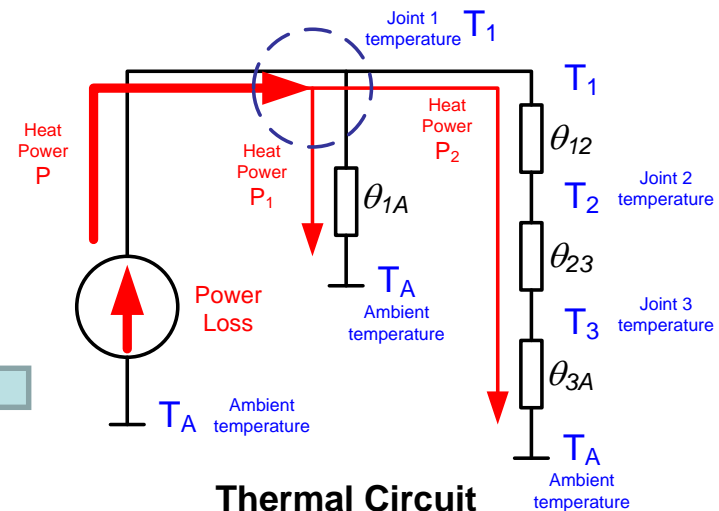 Joint 1
temperature T1
Heat
Power
P
Heat
Power
P1
Heat
Power
P2
T1
θ12
Joint 2
temperature
T2
θ1A
θ23
TA
Ambient
temperature
Power
Loss
Joint 3
temperature
T3
θ3A
TA
Ambient
temperature
TA
Ambient
temperature
Thermal Circuit